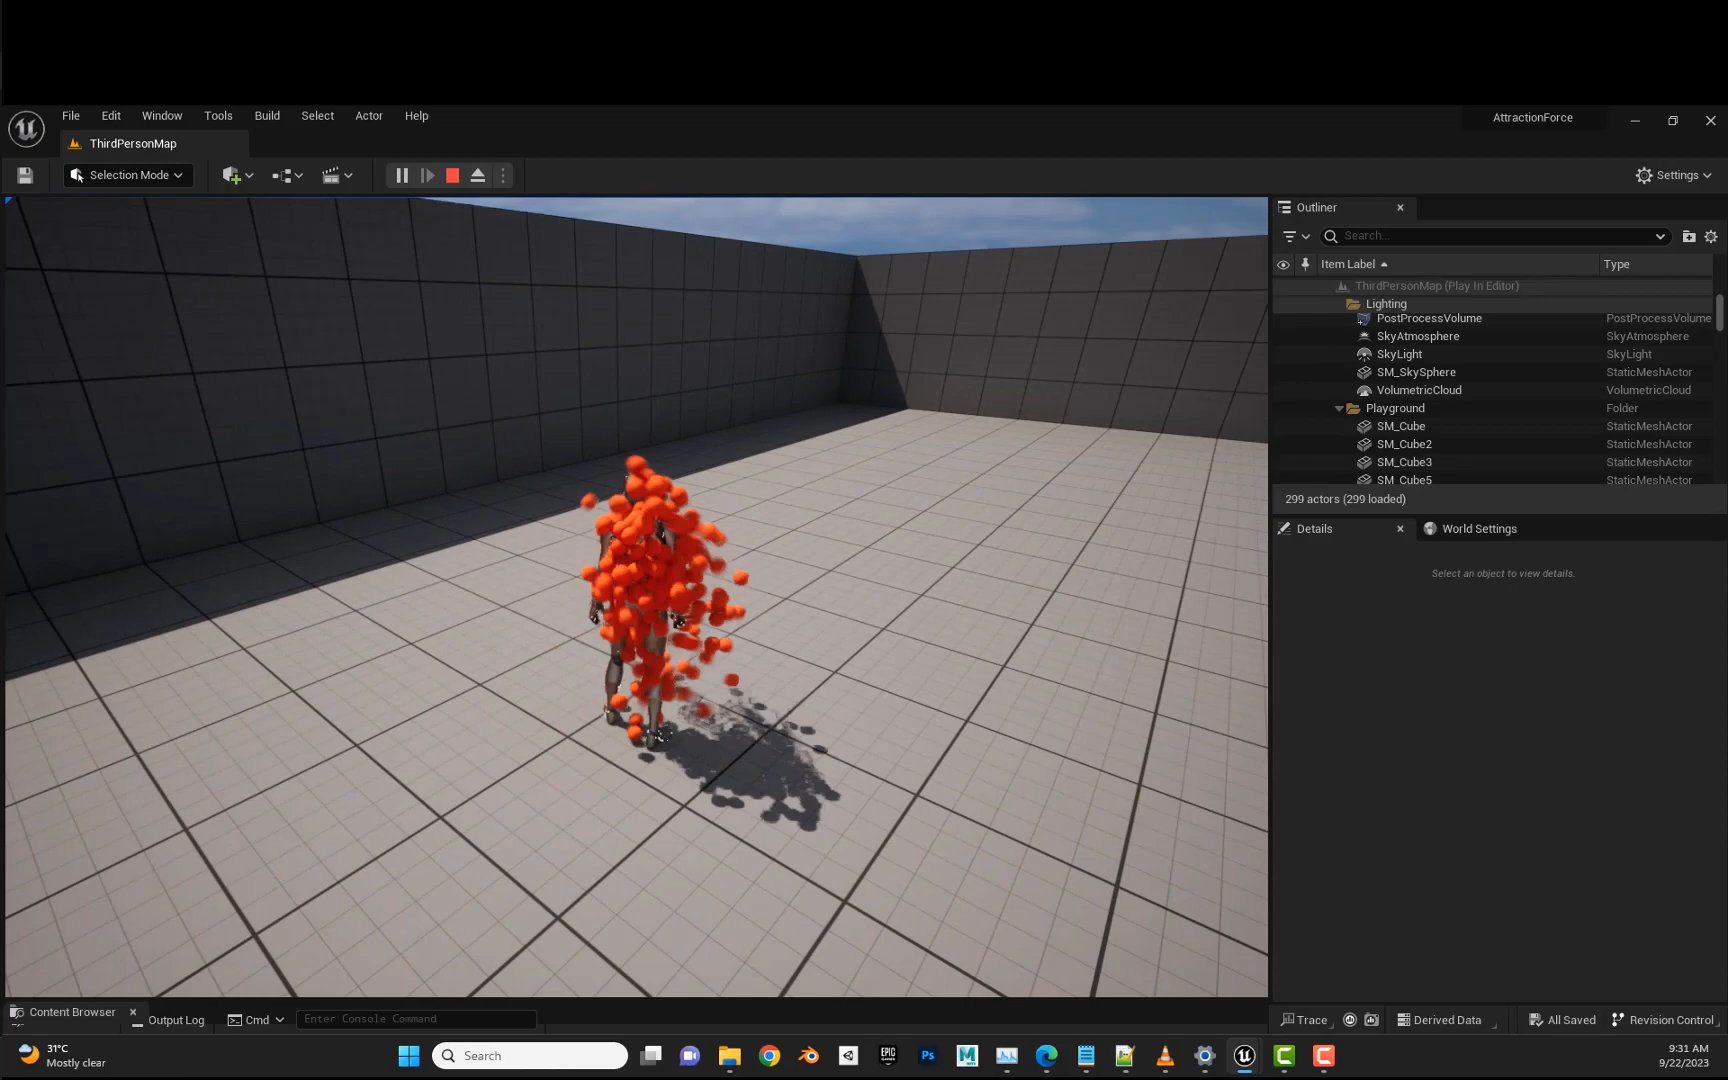 File Edit Window Tools Build Select Actor Help
AttractionForce
ThirdPersonMap
Selection Mode
Settings
Outliner
Search...
Item Label Type
ThirdPersonMap (Play In Editor)
Lighting
PostProcessVolume PostProcessVolume
SkyAtmosphere SkyAtmosphere
SkyLight SkyLight
SM_SkySphere StaticMeshActor
VolumetricCloud VolumetricCloud
Playground Folder
SM_Cube StaticMeshActor
SM_Cube2 StaticMeshActor
SM_Cube3 StaticMeshActor
SM_Cube5 StaticMeshActor
299 actors (299 loaded)
Details World Settings
Select an object to view details.
Content Browser Output Log Cmd Enter Console Command
Trace Derived Data All Saved Revision Control
31°C
Mostly clear
Search
EPIC GAMES
Ps
9:31 AM
9/22/2023